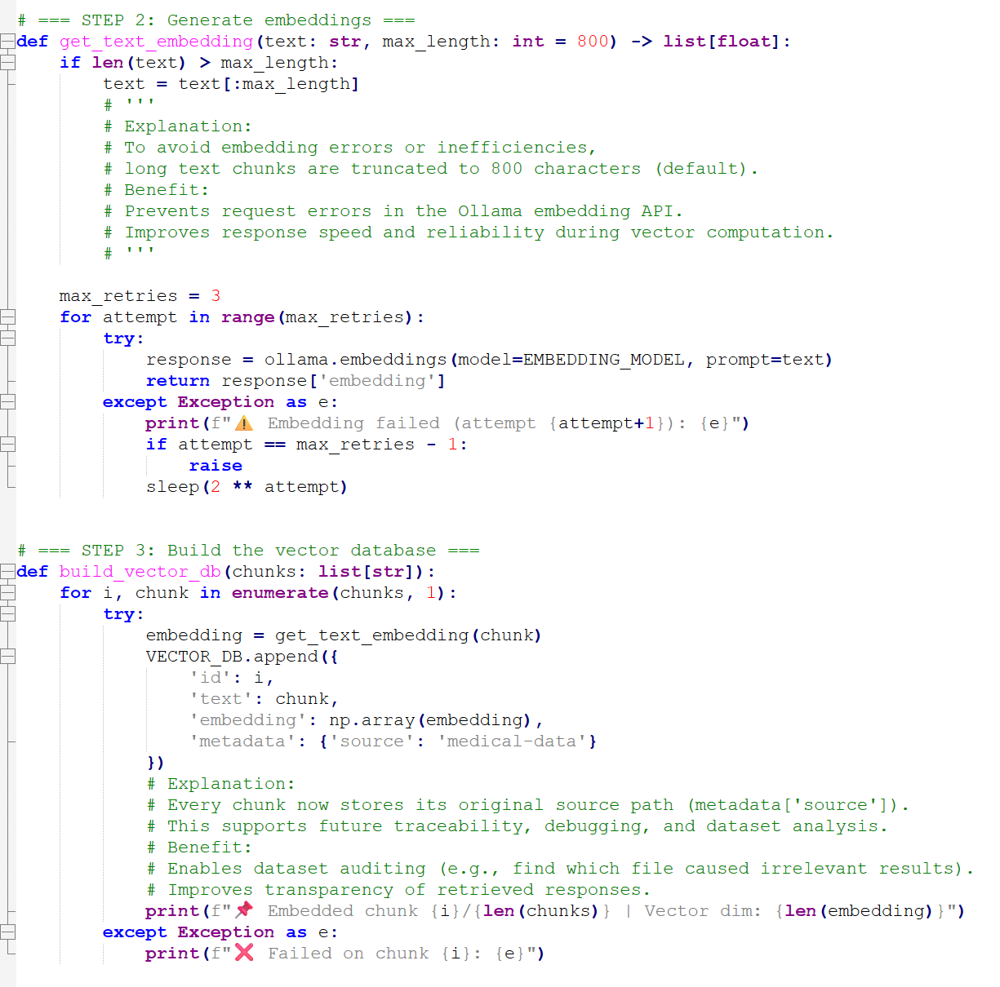 # === STEP 2: Generate embeddings ===
def get_text_embedding(text: str, max_length: int = 800) -> list[float]:
    if len(text) > max_length:
        text = text[:max_length]
        # '''
        # Explanation:
        # To avoid embedding errors or inefficiencies,
        # long text chunks are truncated to 800 characters (default).
        # Benefit:
        # Prevents request errors in the Ollama embedding API.
        # Improves response speed and reliability during vector computation.
        # '''
    max_retries = 3
    for attempt in range(max_retries):
        try:
            response = ollama.embeddings(model=EMBEDDING_MODEL, prompt=text)
            return response['embedding']
        except Exception as e:
            print(f"⚠️ Embedding failed (attempt {attempt+1}): {e}")
            if attempt == max_retries - 1:
                raise
            sleep(2 ** attempt)
# === STEP 3: Build the vector database ===
def build_vector_db(chunks: list[str]):
    for i, chunk in enumerate(chunks, 1):
        try:
            embedding = get_text_embedding(chunk)
            VECTOR_DB.append({
                'id': i,
                'text': chunk,
                'embedding': np.array(embedding),
                'metadata': {'source': 'medical-data'}
            })
            # Explanation:
            # Every chunk now stores its original source path (metadata['source']).
            # This supports future traceability, debugging, and dataset analysis.
            # Benefit:
            # Enables dataset auditing (e.g., find which file caused irrelevant results).
            # Improves transparency of retrieved responses.
            print(f"📌 Embedded chunk {i}/{len(chunks)} | Vector dim: {len(embedding)}")
        except Exception as e:
            print(f"❌ Failed on chunk {i}: {e}")